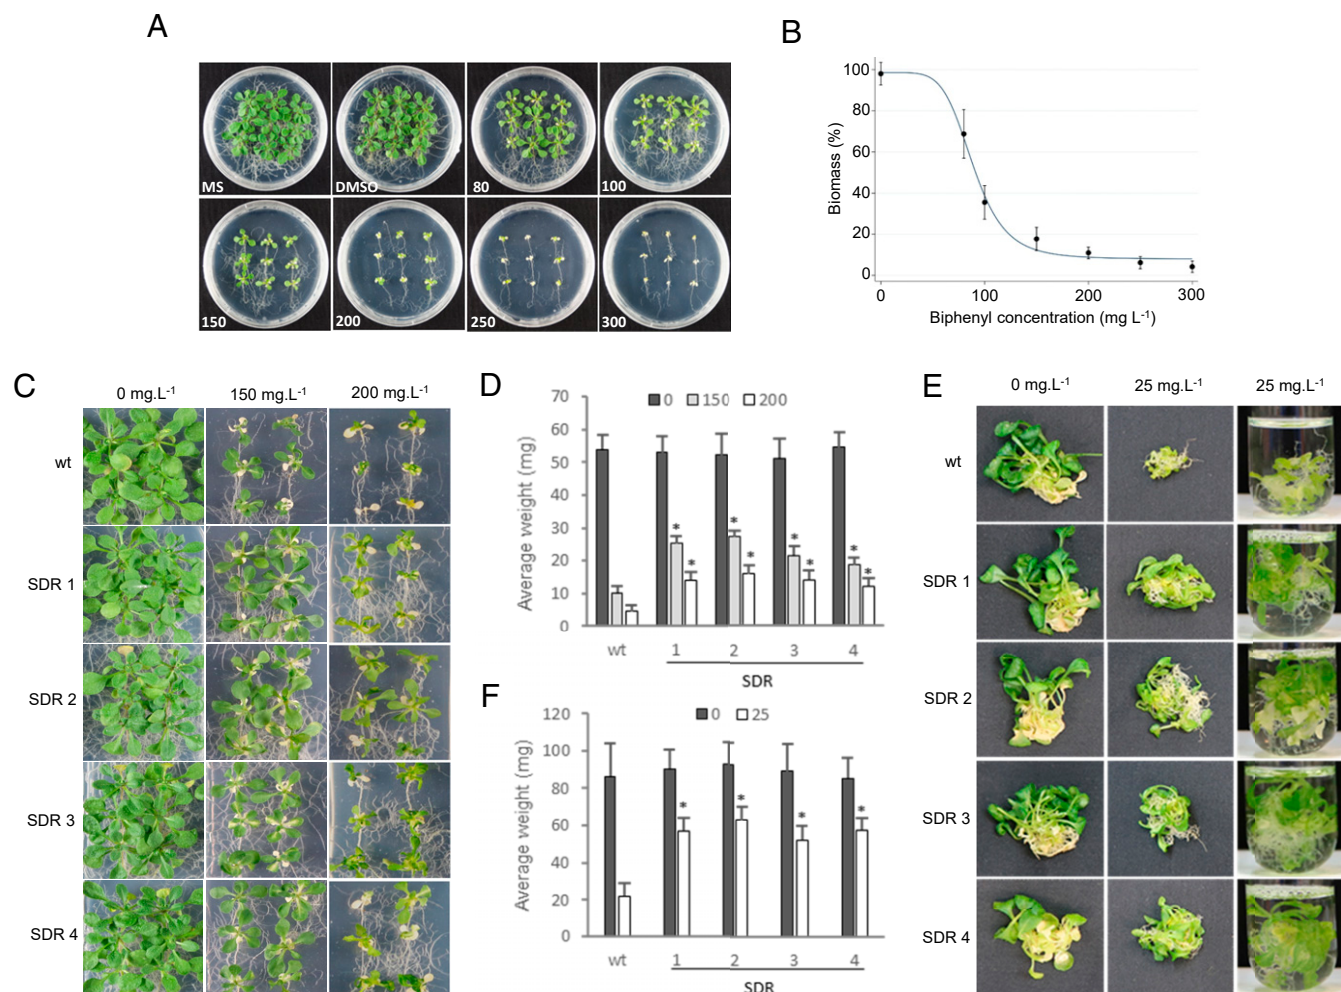 A
MS
DMSO
80
100
150
200
250
300
B
Biomass (%)
100
80
60
40
20
0
0
100
200
300
Biphenyl concentration (mg L-1)
C
0 mg.L-1
150 mg.L-1
200 mg.L-1
wt
SDR 1
SDR 2
SDR 3
SDR 4
D
0 150 200
Average weight (mg)
70
60
50
40
30
20
10
0
* * * * * * * *
wt 1 2 3 4
SDR
E
0 mg.L-1
25 mg.L-1
25 mg.L-1
wt
SDR 1
SDR 2
SDR 3
SDR 4
F
0 25
Average weight (mg)
120
100
80
60
40
20
0
* * * *
wt 1 2 3 4
SDR